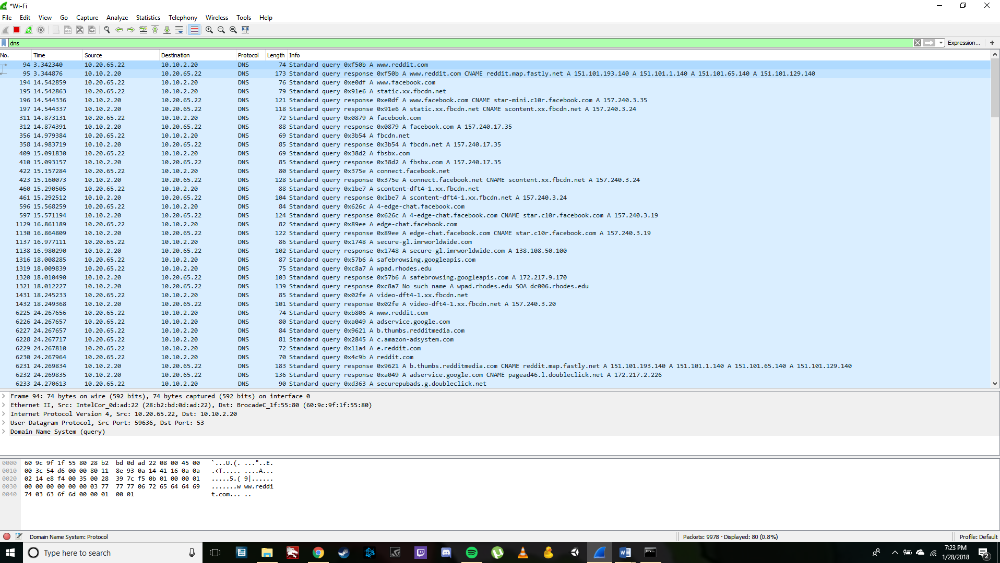 *Wi-Fi
File Edit View Go Capture Analyze Statistics Telephony Wireless Tools Help
dns Expression... +
No. Time Source Destination Protocol Length Info
94 3.342340 10.20.65.22 10.10.2.20 DNS 74 Standard query 0xf50b A www.reddit.com
95 3.344876 10.10.2.20 10.20.65.22 DNS 173 Standard query response 0xf50b A www.reddit.com CNAME reddit.map.fastly.net A 151.101.193.140 A 151.101.1.140 A 151.101.65.140 A 151.101.129.140
194 14.542859 10.20.65.22 10.10.2.20 DNS 76 Standard query 0xe0df A www.facebook.com
195 14.542863 10.20.65.22 10.10.2.20 DNS 79 Standard query 0x91e6 A static.xx.fbcdn.net
196 14.544336 10.10.2.20 10.20.65.22 DNS 121 Standard query response 0xe0df A www.facebook.com CNAME star-mini.c10r.facebook.com A 157.240.3.35
197 14.544337 10.10.2.20 10.20.65.22 DNS 118 Standard query response 0x91e6 A static.xx.fbcdn.net CNAME scontent.xx.fbcdn.net A 157.240.3.24
311 14.873131 10.20.65.22 10.10.2.20 DNS 72 Standard query 0x0879 A facebook.com
312 14.874391 10.10.2.20 10.20.65.22 DNS 88 Standard query response 0x0879 A facebook.com A 157.240.17.35
356 14.979384 10.20.65.22 10.10.2.20 DNS 69 Standard query 0x3b54 A fbcdn.net
358 14.983719 10.10.2.20 10.20.65.22 DNS 85 Standard query response 0x3b54 A fbcdn.net A 157.240.17.35
409 15.091830 10.20.65.22 10.10.2.20 DNS 69 Standard query 0x38d2 A fbsbx.com
410 15.093157 10.10.2.20 10.20.65.22 DNS 85 Standard query response 0x38d2 A fbsbx.com A 157.240.17.35
422 15.157284 10.20.65.22 10.10.2.20 DNS 80 Standard query 0x375e A connect.facebook.net
423 15.160073 10.10.2.20 10.20.65.22 DNS 128 Standard query response 0x375e A connect.facebook.net CNAME scontent.xx.fbcdn.net A 157.240.3.24
460 15.290505 10.20.65.22 10.10.2.20 DNS 88 Standard query 0x1be7 A scontent-dft4-1.xx.fbcdn.net
461 15.292512 10.10.2.20 10.20.65.22 DNS 104 Standard query response 0x1be7 A scontent-dft4-1.xx.fbcdn.net A 157.240.3.24
596 15.568259 10.20.65.22 10.10.2.20 DNS 84 Standard query 0x626c A 4-edge-chat.facebook.com
597 15.571194 10.10.2.20 10.20.65.22 DNS 124 Standard query response 0x626c A 4-edge-chat.facebook.com CNAME star.c10r.facebook.com A 157.240.3.19
1129 16.861189 10.20.65.22 10.10.2.20 DNS 82 Standard query 0x89ee A edge-chat.facebook.com
1130 16.864809 10.10.2.20 10.20.65.22 DNS 122 Standard query response 0x89ee A edge-chat.facebook.com CNAME star.c10r.facebook.com A 157.240.3.19
1137 16.977111 10.20.65.22 10.10.2.20 DNS 86 Standard query 0x1748 A secure-gl.imrworldwide.com
1138 16.980290 10.10.2.20 10.20.65.22 DNS 102 Standard query response 0x1748 A secure-gl.imrworldwide.com A 138.108.50.100
1316 18.008285 10.20.65.22 10.10.2.20 DNS 87 Standard query 0x57b6 A safebrowsing.googleapis.com
1319 18.009839 10.20.65.22 10.10.2.20 DNS 75 Standard query 0xc8a7 A wpad.rhodes.edu
1320 18.010490 10.10.2.20 10.20.65.22 DNS 103 Standard query response 0x57b6 A safebrowsing.googleapis.com A 172.217.9.170
1321 18.012227 10.10.2.20 10.20.65.22 DNS 139 Standard query response 0xc8a7 No such name A wpad.rhodes.edu SOA dc006.rhodes.edu
1431 18.245233 10.20.65.22 10.10.2.20 DNS 85 Standard query 0x02fe A video-dft4-1.xx.fbcdn.net
1432 18.249368 10.10.2.20 10.20.65.22 DNS 101 Standard query response 0x02fe A video-dft4-1.xx.fbcdn.net A 157.240.3.20
6225 24.267656 10.20.65.22 10.10.2.20 DNS 74 Standard query 0xb806 A www.reddit.com
6226 24.267657 10.20.65.22 10.10.2.20 DNS 80 Standard query 0xa049 A adservice.google.com
6227 24.267657 10.20.65.22 10.10.2.20 DNS 84 Standard query 0x9621 A b.thumbs.redditmedia.com
6228 24.267717 10.20.65.22 10.10.2.20 DNS 81 Standard query 0x2845 A c.amazon-adsystem.com
6229 24.267810 10.20.65.22 10.10.2.20 DNS 72 Standard query 0x11a4 A e.reddit.com
6230 24.267964 10.20.65.22 10.10.2.20 DNS 70 Standard query 0x4c9b A reddit.com
6231 24.269834 10.10.2.20 10.20.65.22 DNS 183 Standard query response 0x9621 A b.thumbs.redditmedia.com CNAME reddit.map.fastly.net A 151.101.193.140 A 151.101.1.140 A 151.101.65.140 A 151.101.129.140
6232 24.269835 10.10.2.20 10.20.65.22 DNS 136 Standard query response 0xa049 A adservice.google.com CNAME pagead46.l.doubleclick.net A 172.217.2.226
6233 24.270613 10.20.65.22 10.10.2.20 DNS 90 Standard query 0xd363 A securepubads.g.doubleclick.net
Frame 94: 74 bytes on wire (592 bits), 74 bytes captured (592 bits) on interface 0
Ethernet II, Src: IntelCor_0d:ad:22 (28:b2:bd:0d:ad:22), Dst: BrocadeC_1f:55:80 (60:9c:9f:1f:55:80)
Internet Protocol Version 4, Src: 10.20.65.22, Dst: 10.10.2.20
User Datagram Protocol, Src Port: 59636, Dst Port: 53
Domain Name System (query)
0000 60 9c 9f 1f 55 80 28 b2 bd 0d ad 22 08 00 45 00 `...U.(. ..."..E.
0010 00 3c 54 d6 00 00 80 11 8e 93 0a 14 41 16 0a 0a .<T..... ....A...
0020 02 14 e8 f4 00 35 00 28 39 7c f5 0b 01 00 00 01 .....5.( 9|......
0030 00 00 00 00 00 00 03 77 77 77 06 72 65 64 64 69 .......w ww.reddi
0040 74 03 63 6f 6d 00 00 01 00 01 t.com... ..
Domain Name System: Protocol Packets: 9978 · Displayed: 80 (0.8%) Profile: Default
Type here to search 7:23 PM
1/28/2018 2